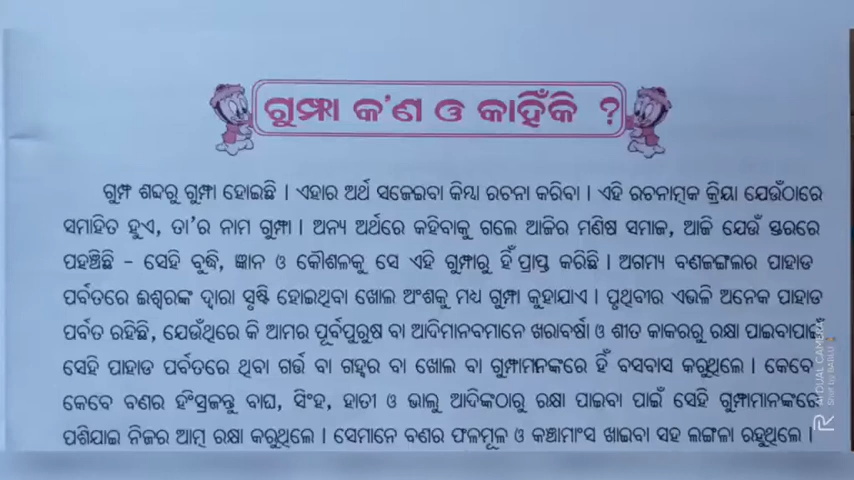 ଗୁମ୍ଫା କ'ଣ ଓ କାହିଁକି ?
ଗୁମ୍ଫ ଶବ୍ଦରୁ ଗୁମ୍ଫା ହୋଇଛି । ଏହାର ଅର୍ଥ ସଜେଇବା କିମ୍ବା ରଚନା କରିବା । ଏହି ରଚନାତ୍ମକ କ୍ରିୟା ଯେଉଁଠାରେ
ସମାହିତ ହୁଏ, ତା'ର ନାମ ଗୁମ୍ଫା । ଅନ୍ୟ ଅର୍ଥରେ କହିବାକୁ ଗଲେ ଆଜିର ମଣିଷ ସମାଜ, ଆଜି ଯେଉଁ ସ୍ତରରେ
ପହଞ୍ଚିଛି – ସେହି ବୁଦ୍ଧି, ଜ୍ଞାନ ଓ କୌଶଳକୁ ସେ ଏହି ଗୁମ୍ଫାରୁ ହିଁ ପ୍ରାପ୍ତ କରିଛି । ଅଗମ୍ୟ ବଣଜଙ୍ଗଲର ପାହାଡ
ପର୍ବତରେ ଈଶ୍ୱରଙ୍କ ଦ୍ୱାରା ସୃଷ୍ଟି ହୋଇଥିବା ଖୋଲ ଅଂଶକୁ ମଧ୍ୟ ଗୁମ୍ଫା କୁହାଯାଏ । ପୃଥିବୀର ଏଭଳି ଅନେକ ପାହାଡ
ପର୍ବତ ରହିଛି, ଯେଉଁଥିରେ କି ଆମର ପୂର୍ବପୁରୁଷ ବା ଆଦିମାନବମାନେ ଖରାବର୍ଷା ଓ ଶୀତ କାକରରୁ ରକ୍ଷା ପାଇବାପାଇଁ
ସେହି ପାହାଡ ପର୍ବତରେ ଥିବା ଗର୍ତ୍ତ ବା ଗହ୍ୱର ବା ଖୋଲ ବା ଗୁମ୍ଫାମାନଙ୍କରେ ହିଁ ବସବାସ କରୁଥିଲେ । କେବେ
କେବେ ବଣର ହିଂସ୍ରଜନ୍ତୁ ବାଘ, ସିଂହ, ହାତୀ ଓ ଭାଲୁ ଆଦିଙ୍କଠାରୁ ରକ୍ଷା ପାଇବା ପାଇଁ ସେହି ଗୁମ୍ଫାମାନଙ୍କରେ
ପଶିଯାଇ ନିଜର ଆତ୍ମ ରକ୍ଷା କରୁଥିଲେ । ସେମାନେ ବଣର ଫଳମୂଳ ଓ କଞ୍ଚାମାଂସ ଖାଇବା ସହ ଲଙ୍ଗଳା ରହୁଥିଲେ ।